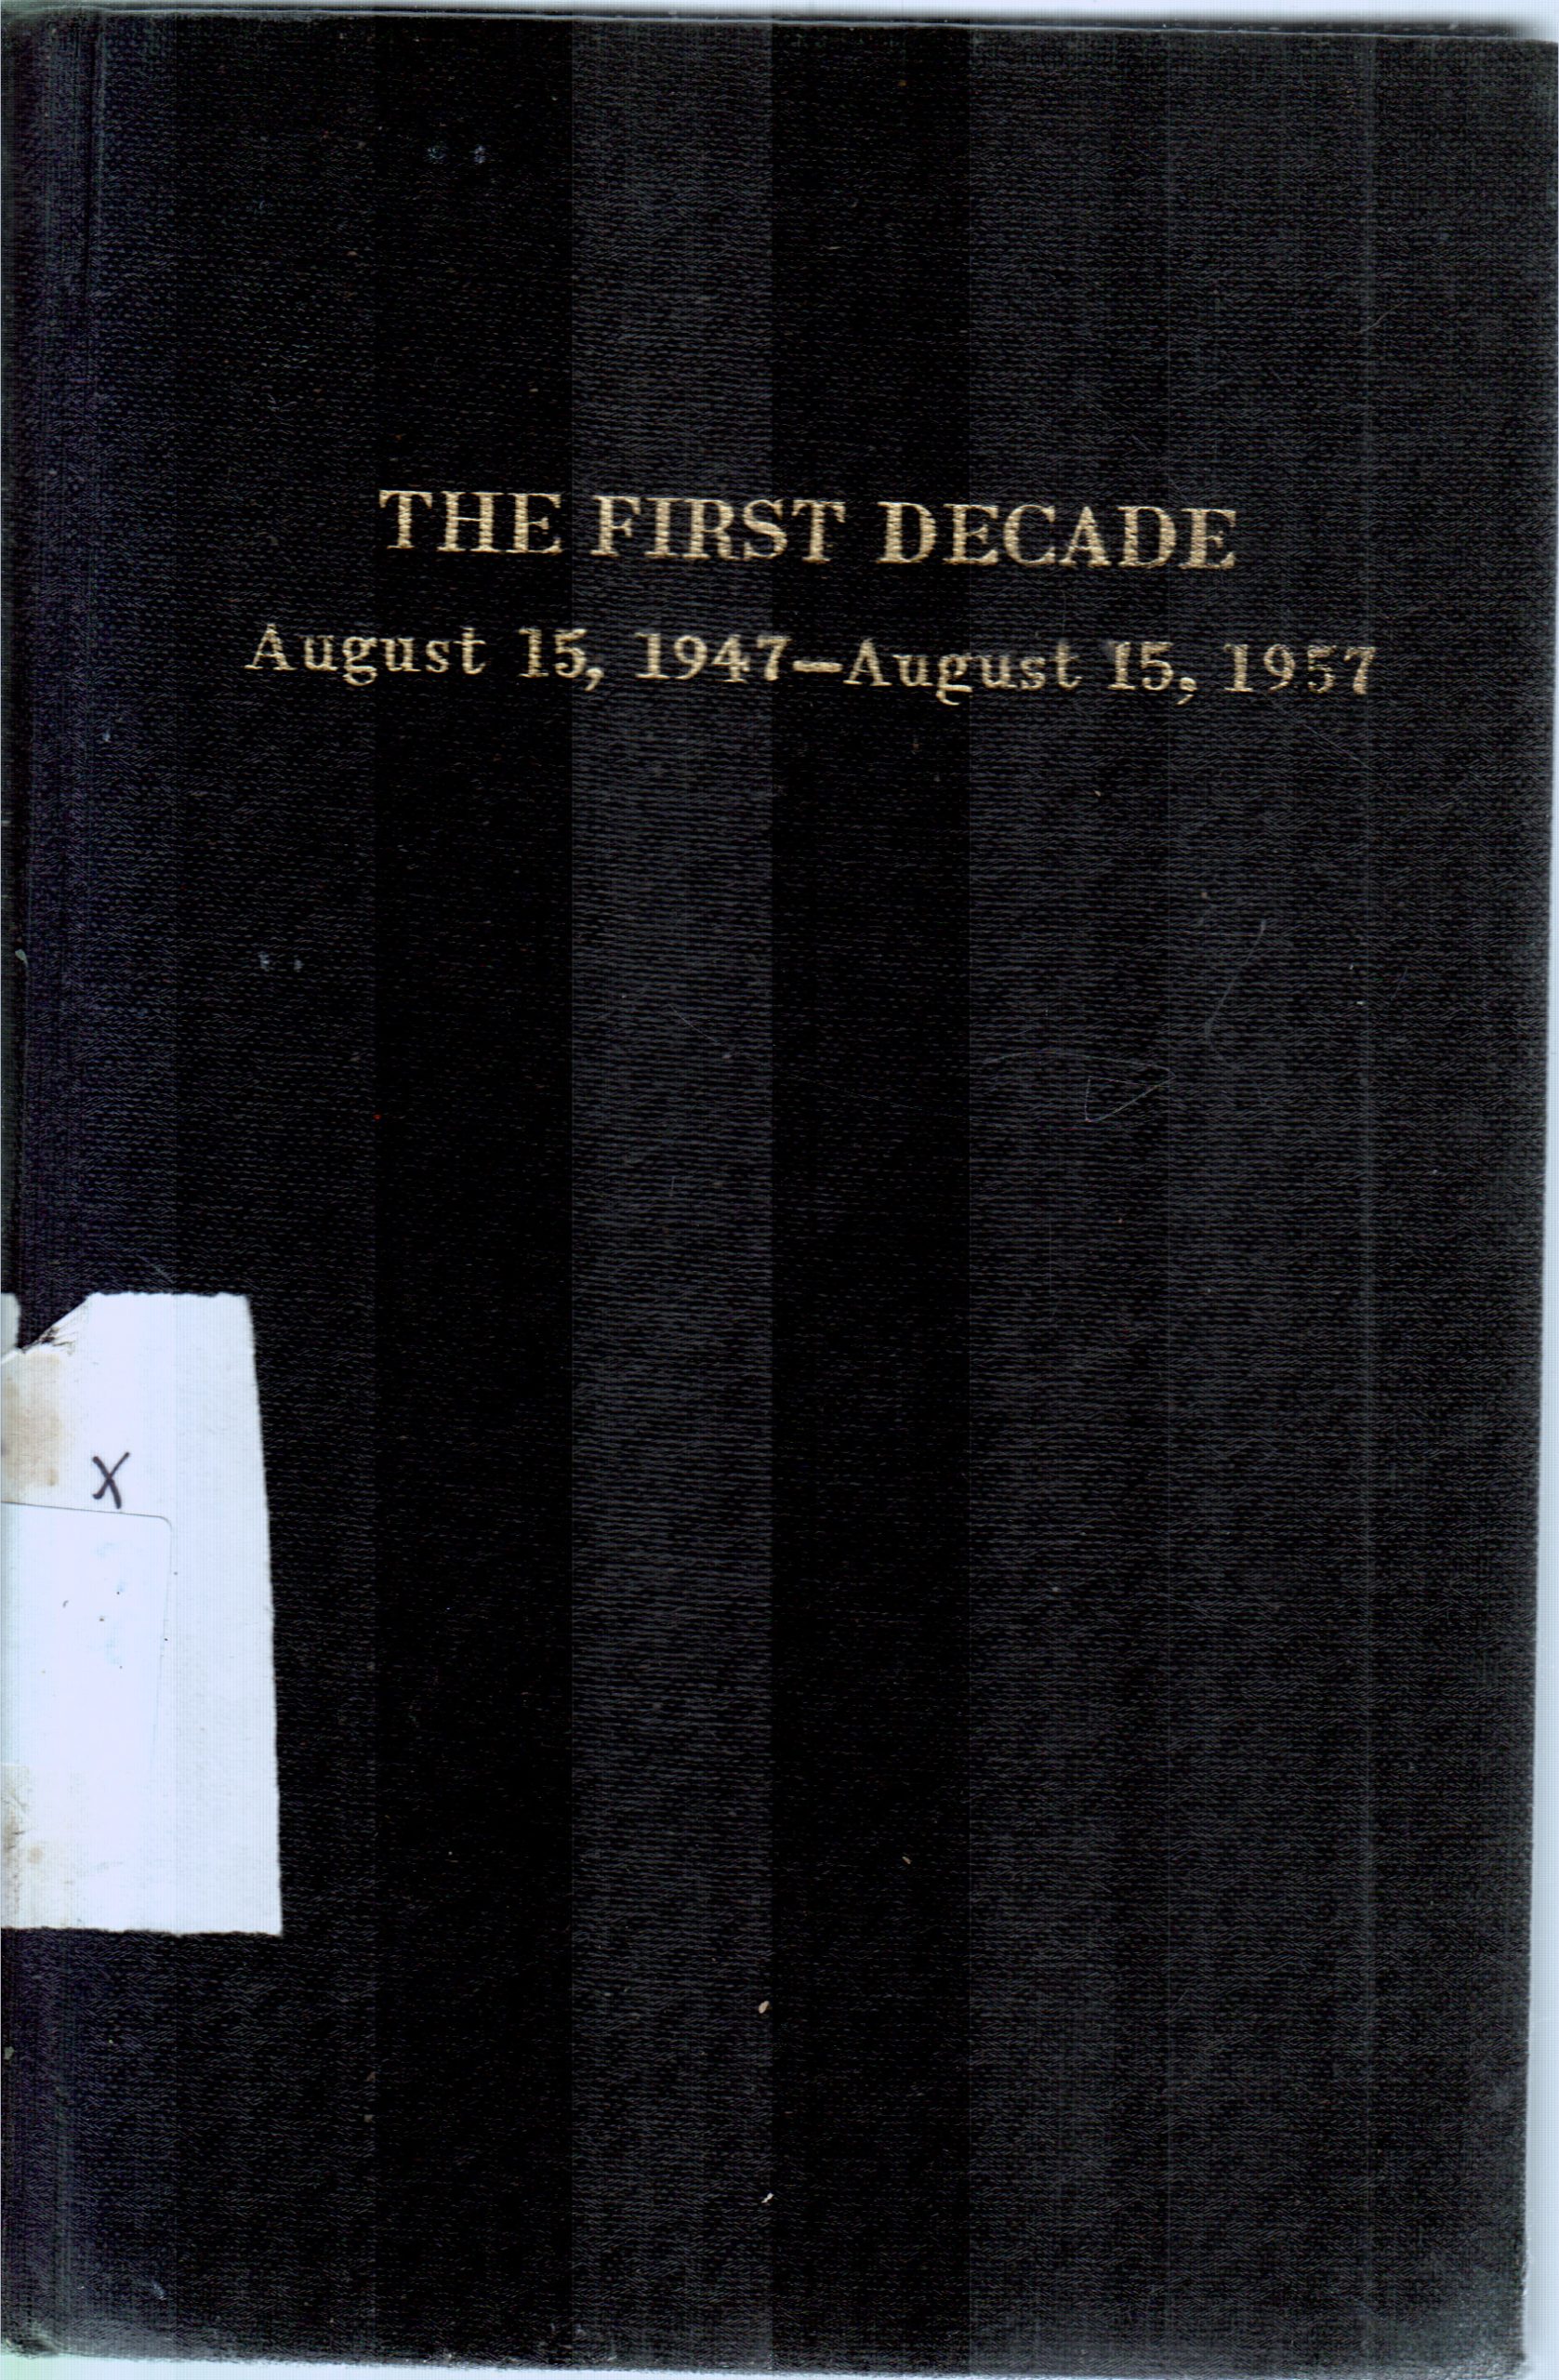 THE FIRST DECADE
August 15, 1947—August 15, 1957
X